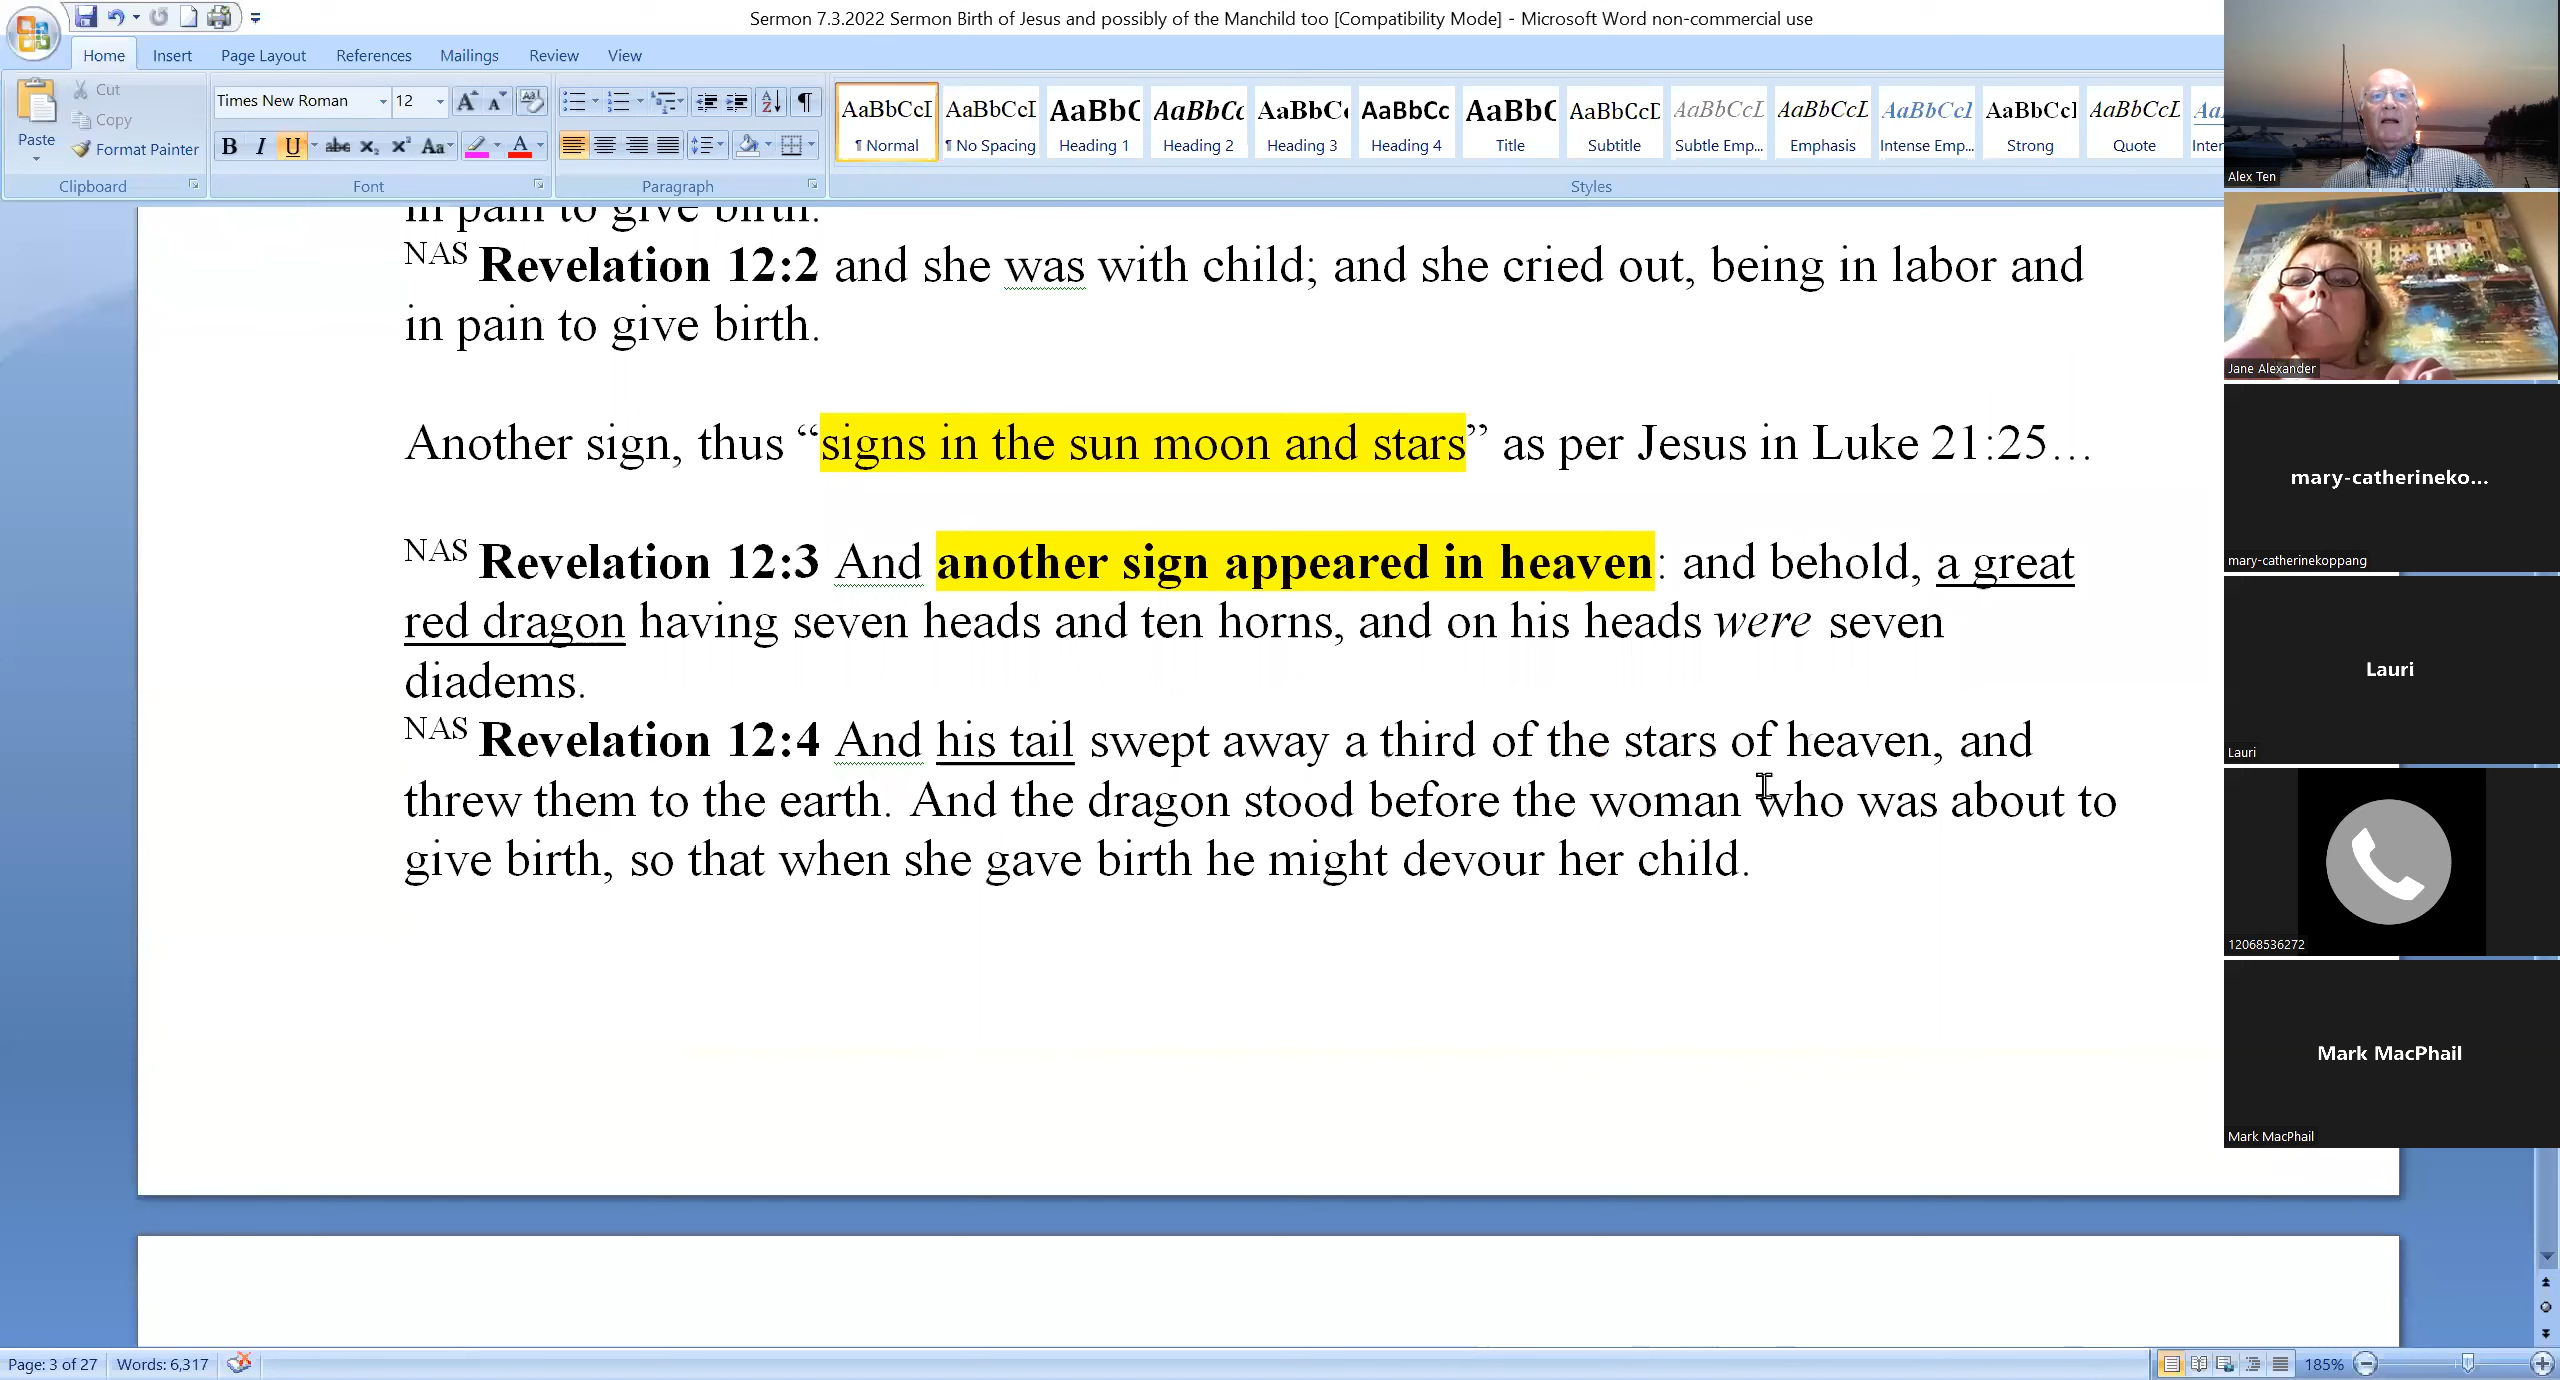 Sermon 7.3.2022 Sermon Birth of Jesus and possibly of the Manchild too [Compatibility Mode] - Microsoft Word non-commercial use
Home Insert Page Layout References Mailings Review View
Paste
Cut
Copy
Format Painter
Clipboard
Times New Roman 12
Font
Paragraph
AaBbCcI AaBbCcI AaBbC AaBbCc AaBbC AaBbCc AaBbC AaBbCcD AaBbCcL AaBbCcL AaBbCcI AaBbCcI AaBbCcL
¶ Normal ¶ No Spacing Heading 1 Heading 2 Heading 3 Heading 4 Title Subtitle Subtle Emp... Emphasis Intense Emp... Strong Quote
Styles
in pain to give birth.
NAS Revelation 12:2 and she was with child; and she cried out, being in labor and
in pain to give birth.
Another sign, thus “signs in the sun moon and stars” as per Jesus in Luke 21:25…
NAS Revelation 12:3 And another sign appeared in heaven: and behold, a great
red dragon having seven heads and ten horns, and on his heads were seven
diadems.
NAS Revelation 12:4 And his tail swept away a third of the stars of heaven, and
threw them to the earth. And the dragon stood before the woman who was about to
give birth, so that when she gave birth he might devour her child.
Alex Ten
Jane Alexander
mary-catherineko...
mary-catherinekoppang
Lauri
Lauri
12068536272
Mark MacPhail
Mark MacPhail
Page: 3 of 27 Words: 6,317
185%